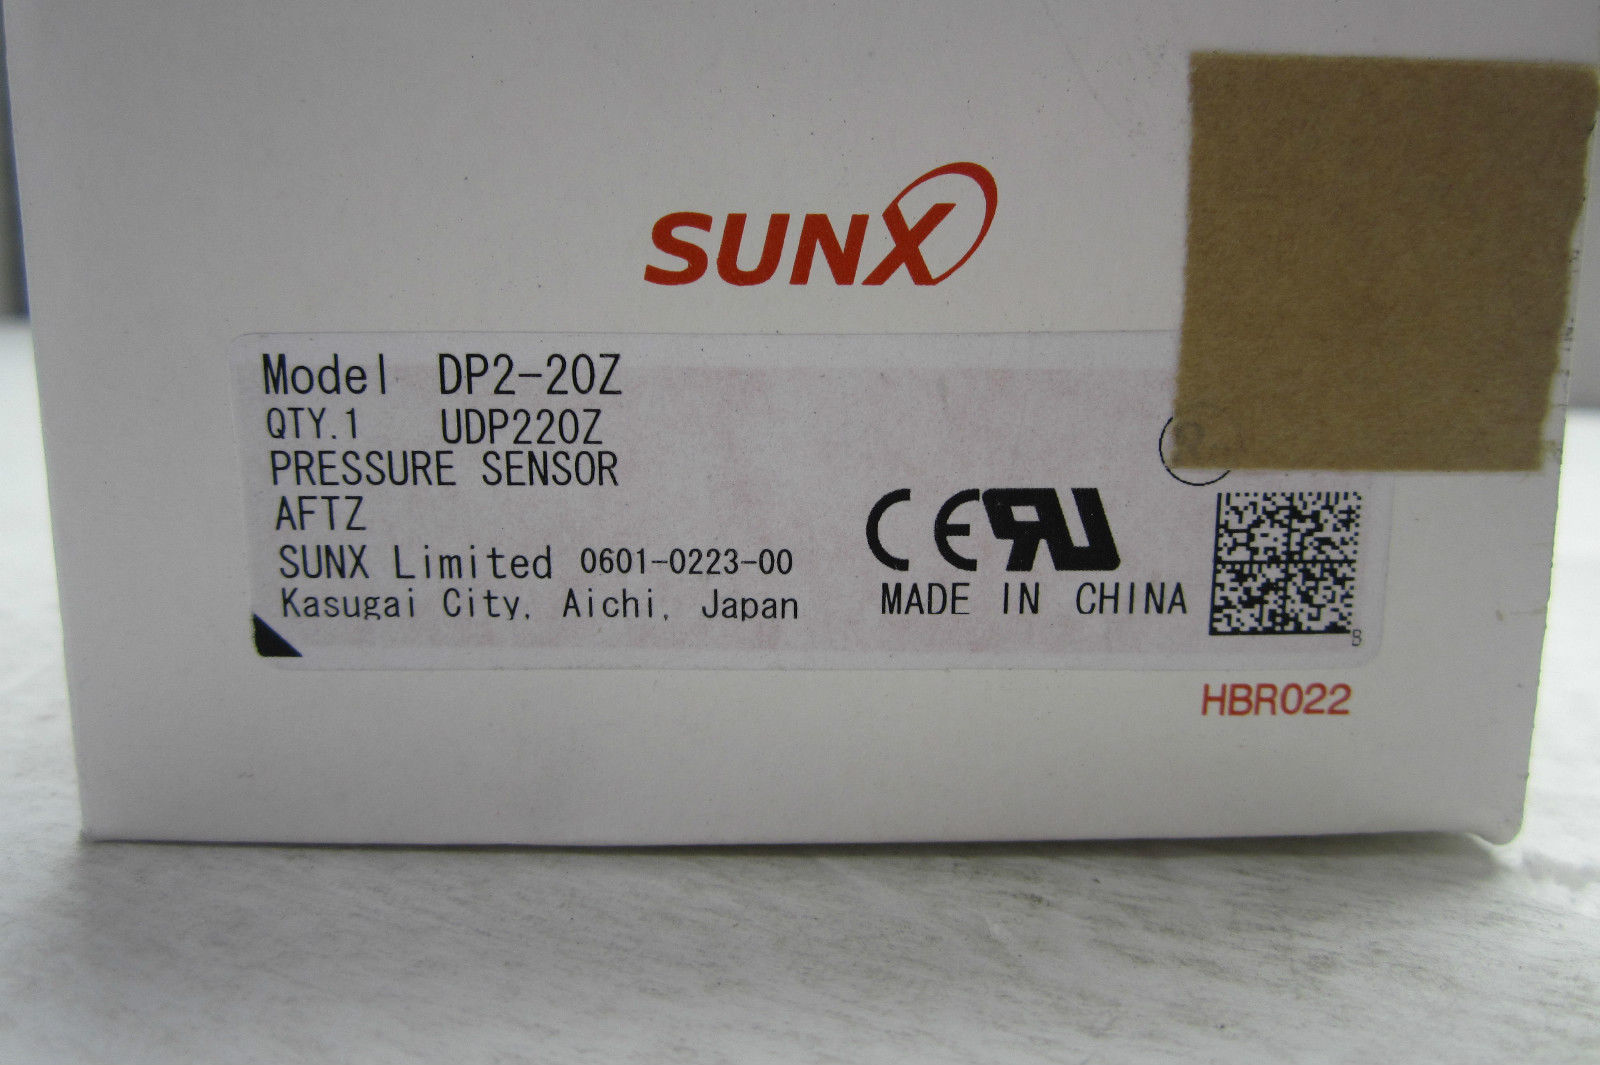 SUNX
Model DP2-20Z
QTY.1 UDP220Z
PRESSURE SENSOR
AFTZ
SUNX Limited 0601-0223-00
Kasugai City, Aichi, Japan
CE RU
MADE IN CHINA
B
HBR022